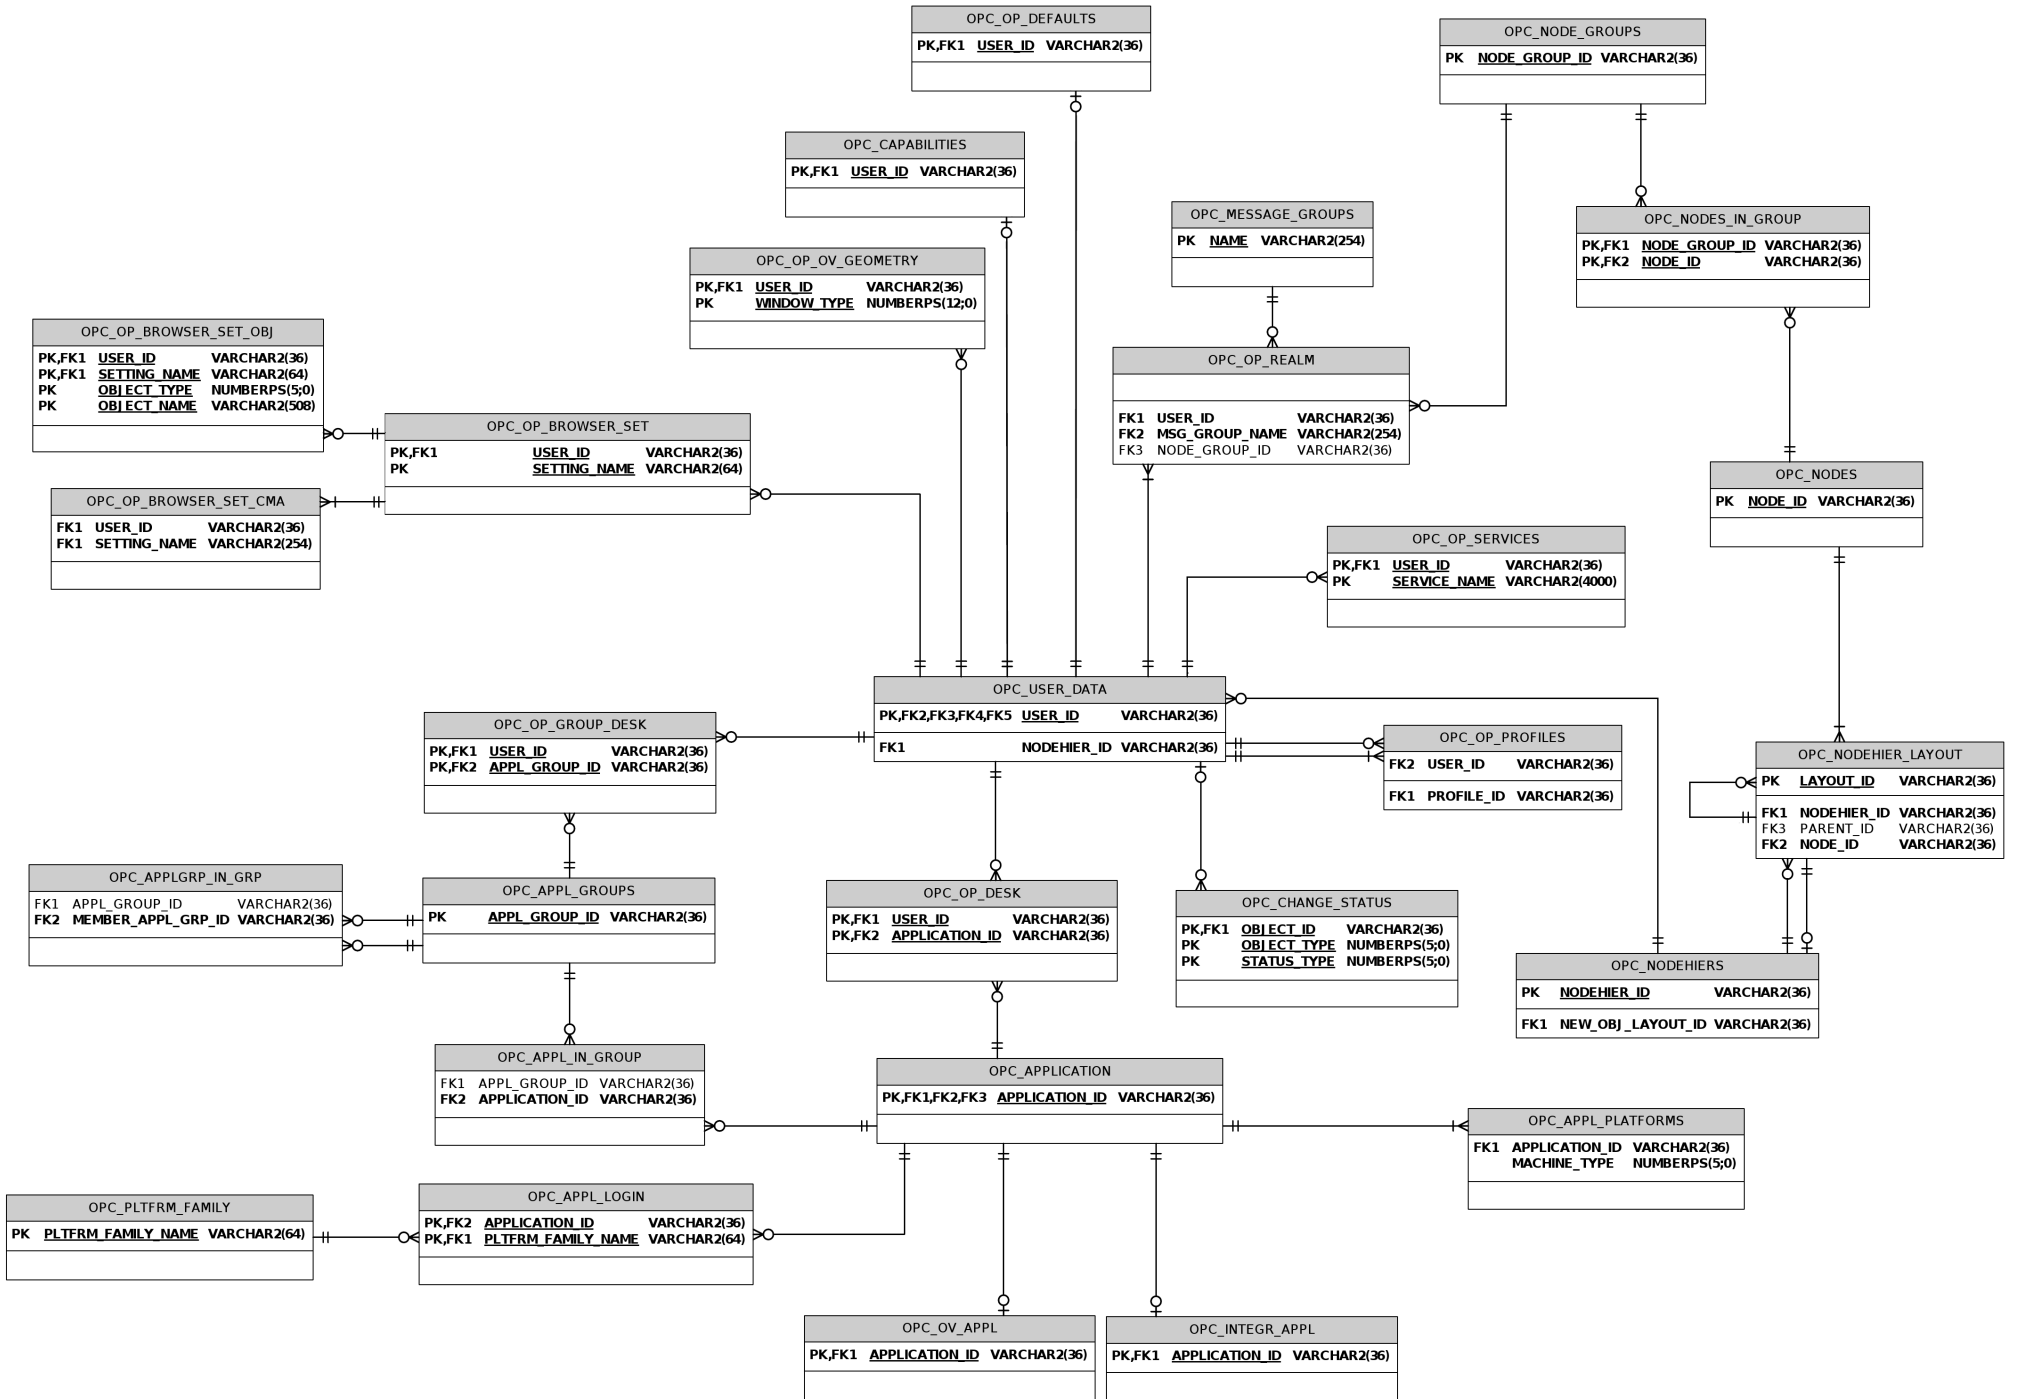 OPC_OP_DEFAULTS
PK,FK1 USER_ID VARCHAR2(36)
OPC_NODE_GROUPS
PK NODE_GROUP_ID VARCHAR2(36)
OPC_CAPABILITIES
PK,FK1 USER_ID VARCHAR2(36)
OPC_MESSAGE_GROUPS
PK NAME VARCHAR2(254)
OPC_NODES_IN_GROUP
PK,FK1 NODE_GROUP_ID VARCHAR2(36)
PK,FK2 NODE_ID VARCHAR2(36)
OPC_OP_OV_GEOMETRY
PK,FK1 USER_ID VARCHAR2(36)
PK WINDOW_TYPE NUMBERPS(12;0)
OPC_OP_BROWSER_SET_OBJ
PK,FK1 USER_ID VARCHAR2(36)
PK,FK1 SETTING_NAME VARCHAR2(64)
PK OBJECT_TYPE NUMBERPS(5;0)
PK OBJECT_NAME VARCHAR2(508)
OPC_OP_REALM
FK1 USER_ID VARCHAR2(36)
FK2 MSG_GROUP_NAME VARCHAR2(254)
FK3 NODE_GROUP_ID VARCHAR2(36)
OPC_OP_BROWSER_SET
PK,FK1 USER_ID VARCHAR2(36)
PK SETTING_NAME VARCHAR2(64)
OPC_NODES
PK NODE_ID VARCHAR2(36)
OPC_OP_BROWSER_SET_CMA
FK1 USER_ID VARCHAR2(36)
FK1 SETTING_NAME VARCHAR2(254)
OPC_OP_SERVICES
PK,FK1 USER_ID VARCHAR2(36)
PK SERVICE_NAME VARCHAR2(4000)
OPC_USER_DATA
PK,FK2,FK3,FK4,FK5 USER_ID VARCHAR2(36)
FK1 NODEHIER_ID VARCHAR2(36)
OPC_OP_GROUP_DESK
PK,FK1 USER_ID VARCHAR2(36)
PK,FK2 APPL_GROUP_ID VARCHAR2(36)
OPC_OP_PROFILES
FK2 USER_ID VARCHAR2(36)
FK1 PROFILE_ID VARCHAR2(36)
OPC_NODEHIER_LAYOUT
PK LAYOUT_ID VARCHAR2(36)
FK1 NODEHIER_ID VARCHAR2(36)
FK3 PARENT_ID VARCHAR2(36)
FK2 NODE_ID VARCHAR2(36)
OPC_APPLGRP_IN_GRP
FK1 APPL_GROUP_ID VARCHAR2(36)
FK2 MEMBER_APPL_GRP_ID VARCHAR2(36)
OPC_APPL_GROUPS
PK APPL_GROUP_ID VARCHAR2(36)
OPC_OP_DESK
PK,FK1 USER_ID VARCHAR2(36)
PK,FK2 APPLICATION_ID VARCHAR2(36)
OPC_CHANGE_STATUS
PK,FK1 OBJECT_ID VARCHAR2(36)
PK OBJECT_TYPE NUMBERPS(5;0)
PK STATUS_TYPE NUMBERPS(5;0)
OPC_NODEHIERS
PK NODEHIER_ID VARCHAR2(36)
FK1 NEW_OBJ_LAYOUT_ID VARCHAR2(36)
OPC_APPL_IN_GROUP
FK1 APPL_GROUP_ID VARCHAR2(36)
FK2 APPLICATION_ID VARCHAR2(36)
OPC_APPLICATION
PK,FK1,FK2,FK3 APPLICATION_ID VARCHAR2(36)
OPC_APPL_PLATFORMS
FK1 APPLICATION_ID VARCHAR2(36)
MACHINE_TYPE NUMBERPS(5;0)
OPC_PLTFRM_FAMILY
PK PLTFRM_FAMILY_NAME VARCHAR2(64)
OPC_APPL_LOGIN
PK,FK2 APPLICATION_ID VARCHAR2(36)
PK,FK1 PLTFRM_FAMILY_NAME VARCHAR2(64)
OPC_OV_APPL
PK,FK1 APPLICATION_ID VARCHAR2(36)
OPC_INTEGR_APPL
PK,FK1 APPLICATION_ID VARCHAR2(36)